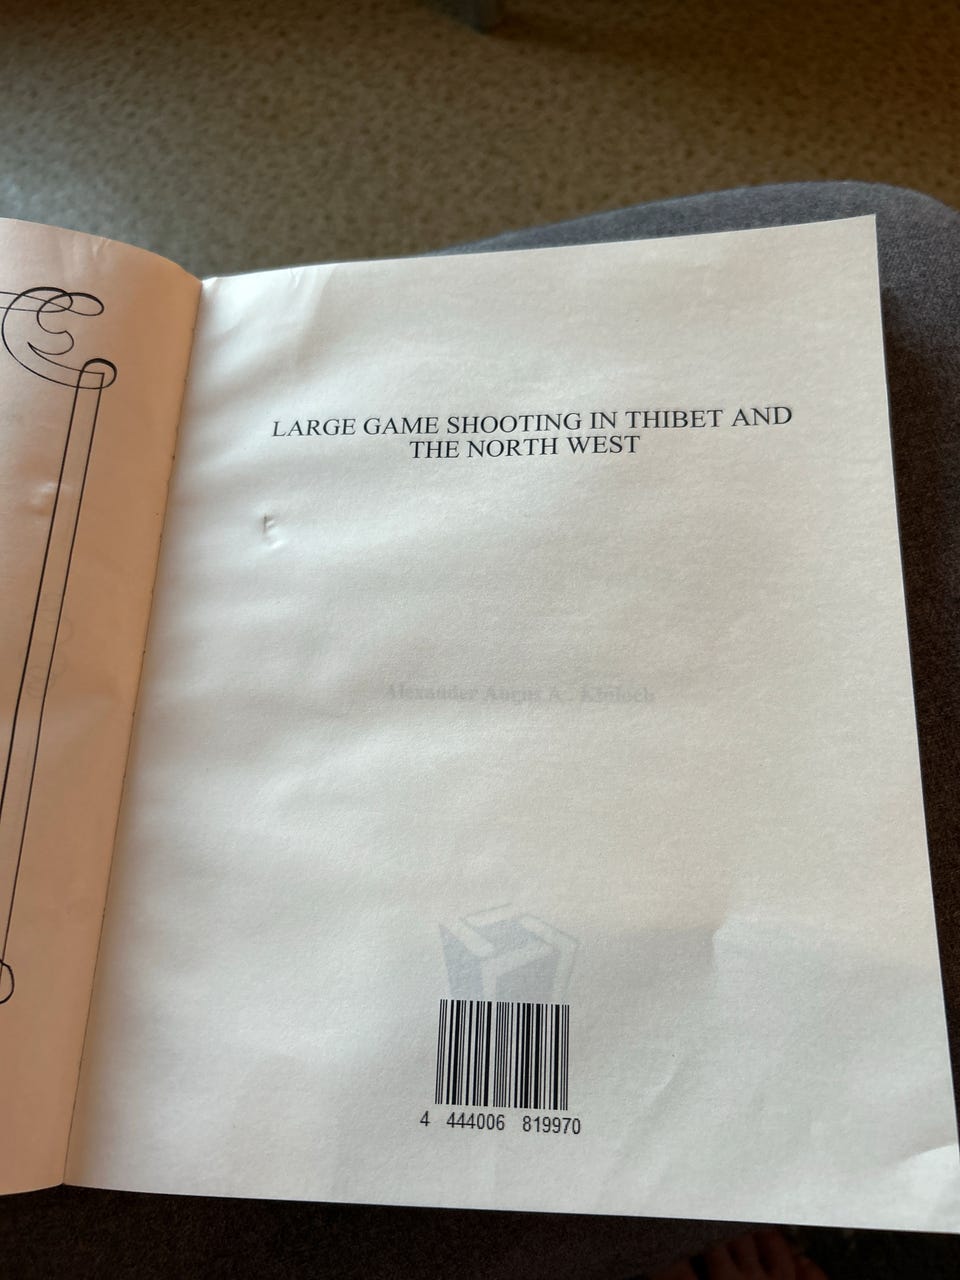 LARGE GAME SHOOTING IN THIBET AND
THE NORTH WEST
Alexander Angus A. Kinloch
4 444006 819970